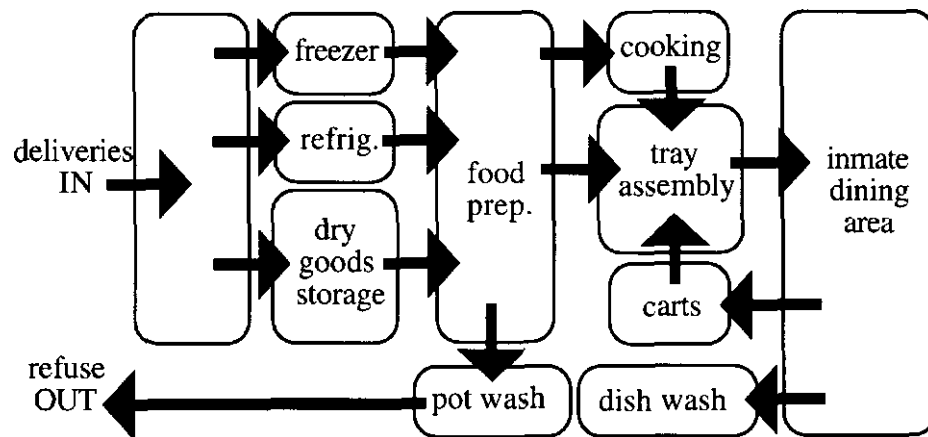 freezer
cooking
deliveries
IN
refrig.
food
prep.
tray
assembly
inmate
dining
area
dry
goods
storage
carts
refuse
OUT
pot wash
dish wash